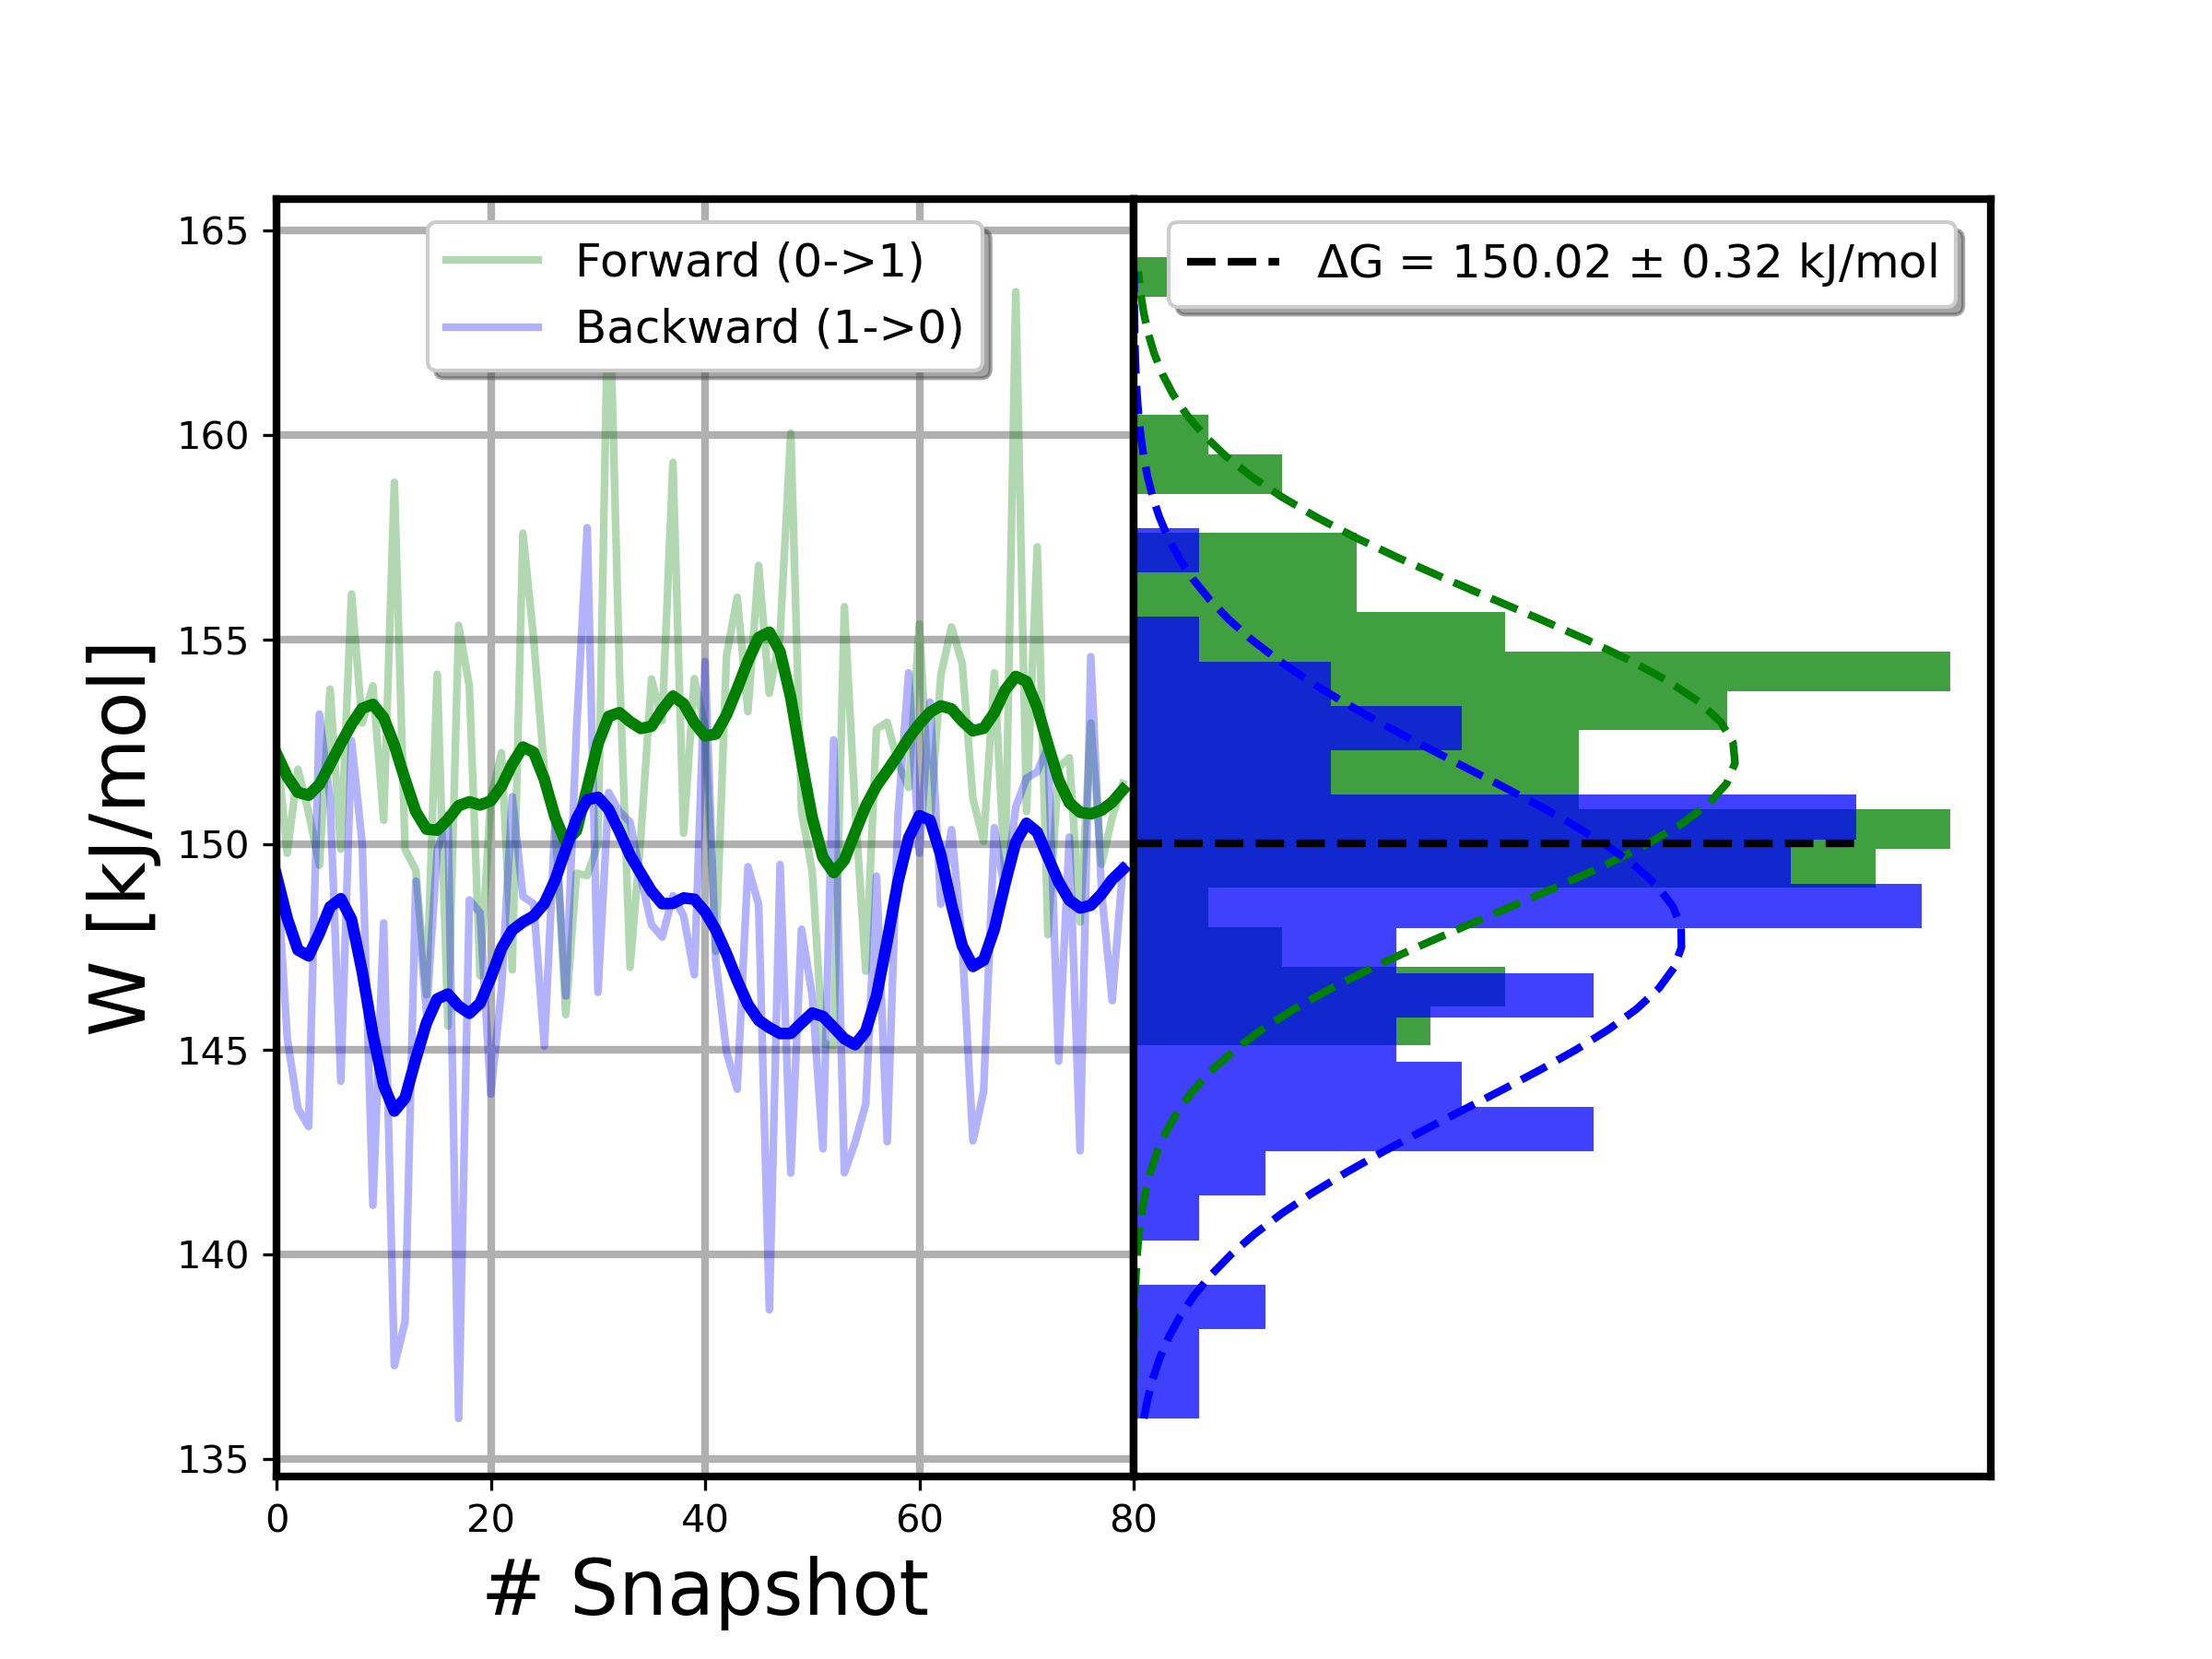 Forward (0->1)
Backward (1->0)
ΔG = 150.02 ± 0.32 kJ/mol
165
160
155
150
145
140
135
W [kJ/mol]
0 20 40 60 80
# Snapshot